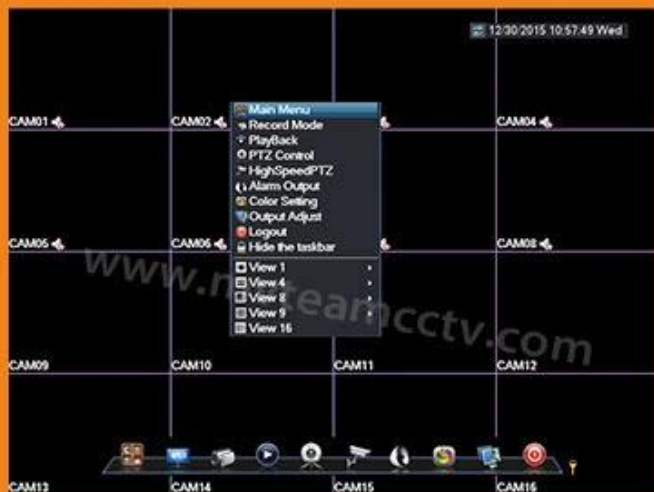 12/30/2015 10:57:49 Wed
CAM01
CAM02
CAM04
Main Menu
Record Mode
PlayBack
PTZ Control
HighSpeedPTZ
Alarm Output
Color Setting
Output Adjust
Logout
Hide the taskbar
View 1
View 4
View 8
View 9
View 16
CAM05
CAM06
CAM08
CAM09
CAM10
CAM11
CAM12
CAM13
CAM14
CAM15
CAM16